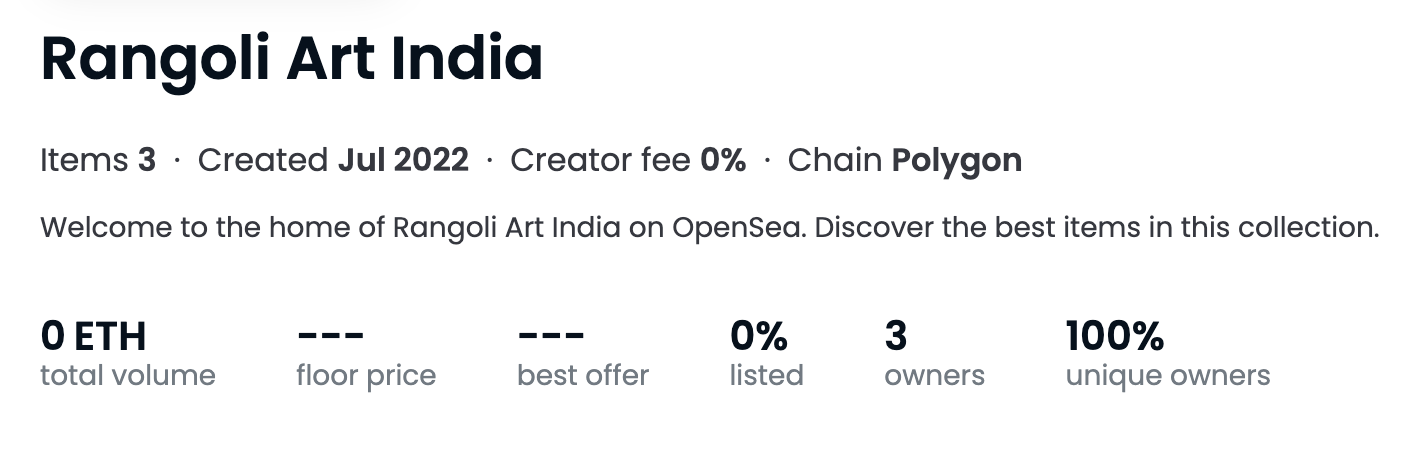 Rangoli Art India
Items 3 · Created Jul 2022 · Creator fee 0% · Chain Polygon
Welcome to the home of Rangoli Art India on OpenSea. Discover the best items in this collection.
0 ETH --- --- 0% 3 100%
total volume floor price best offer listed owners unique owners